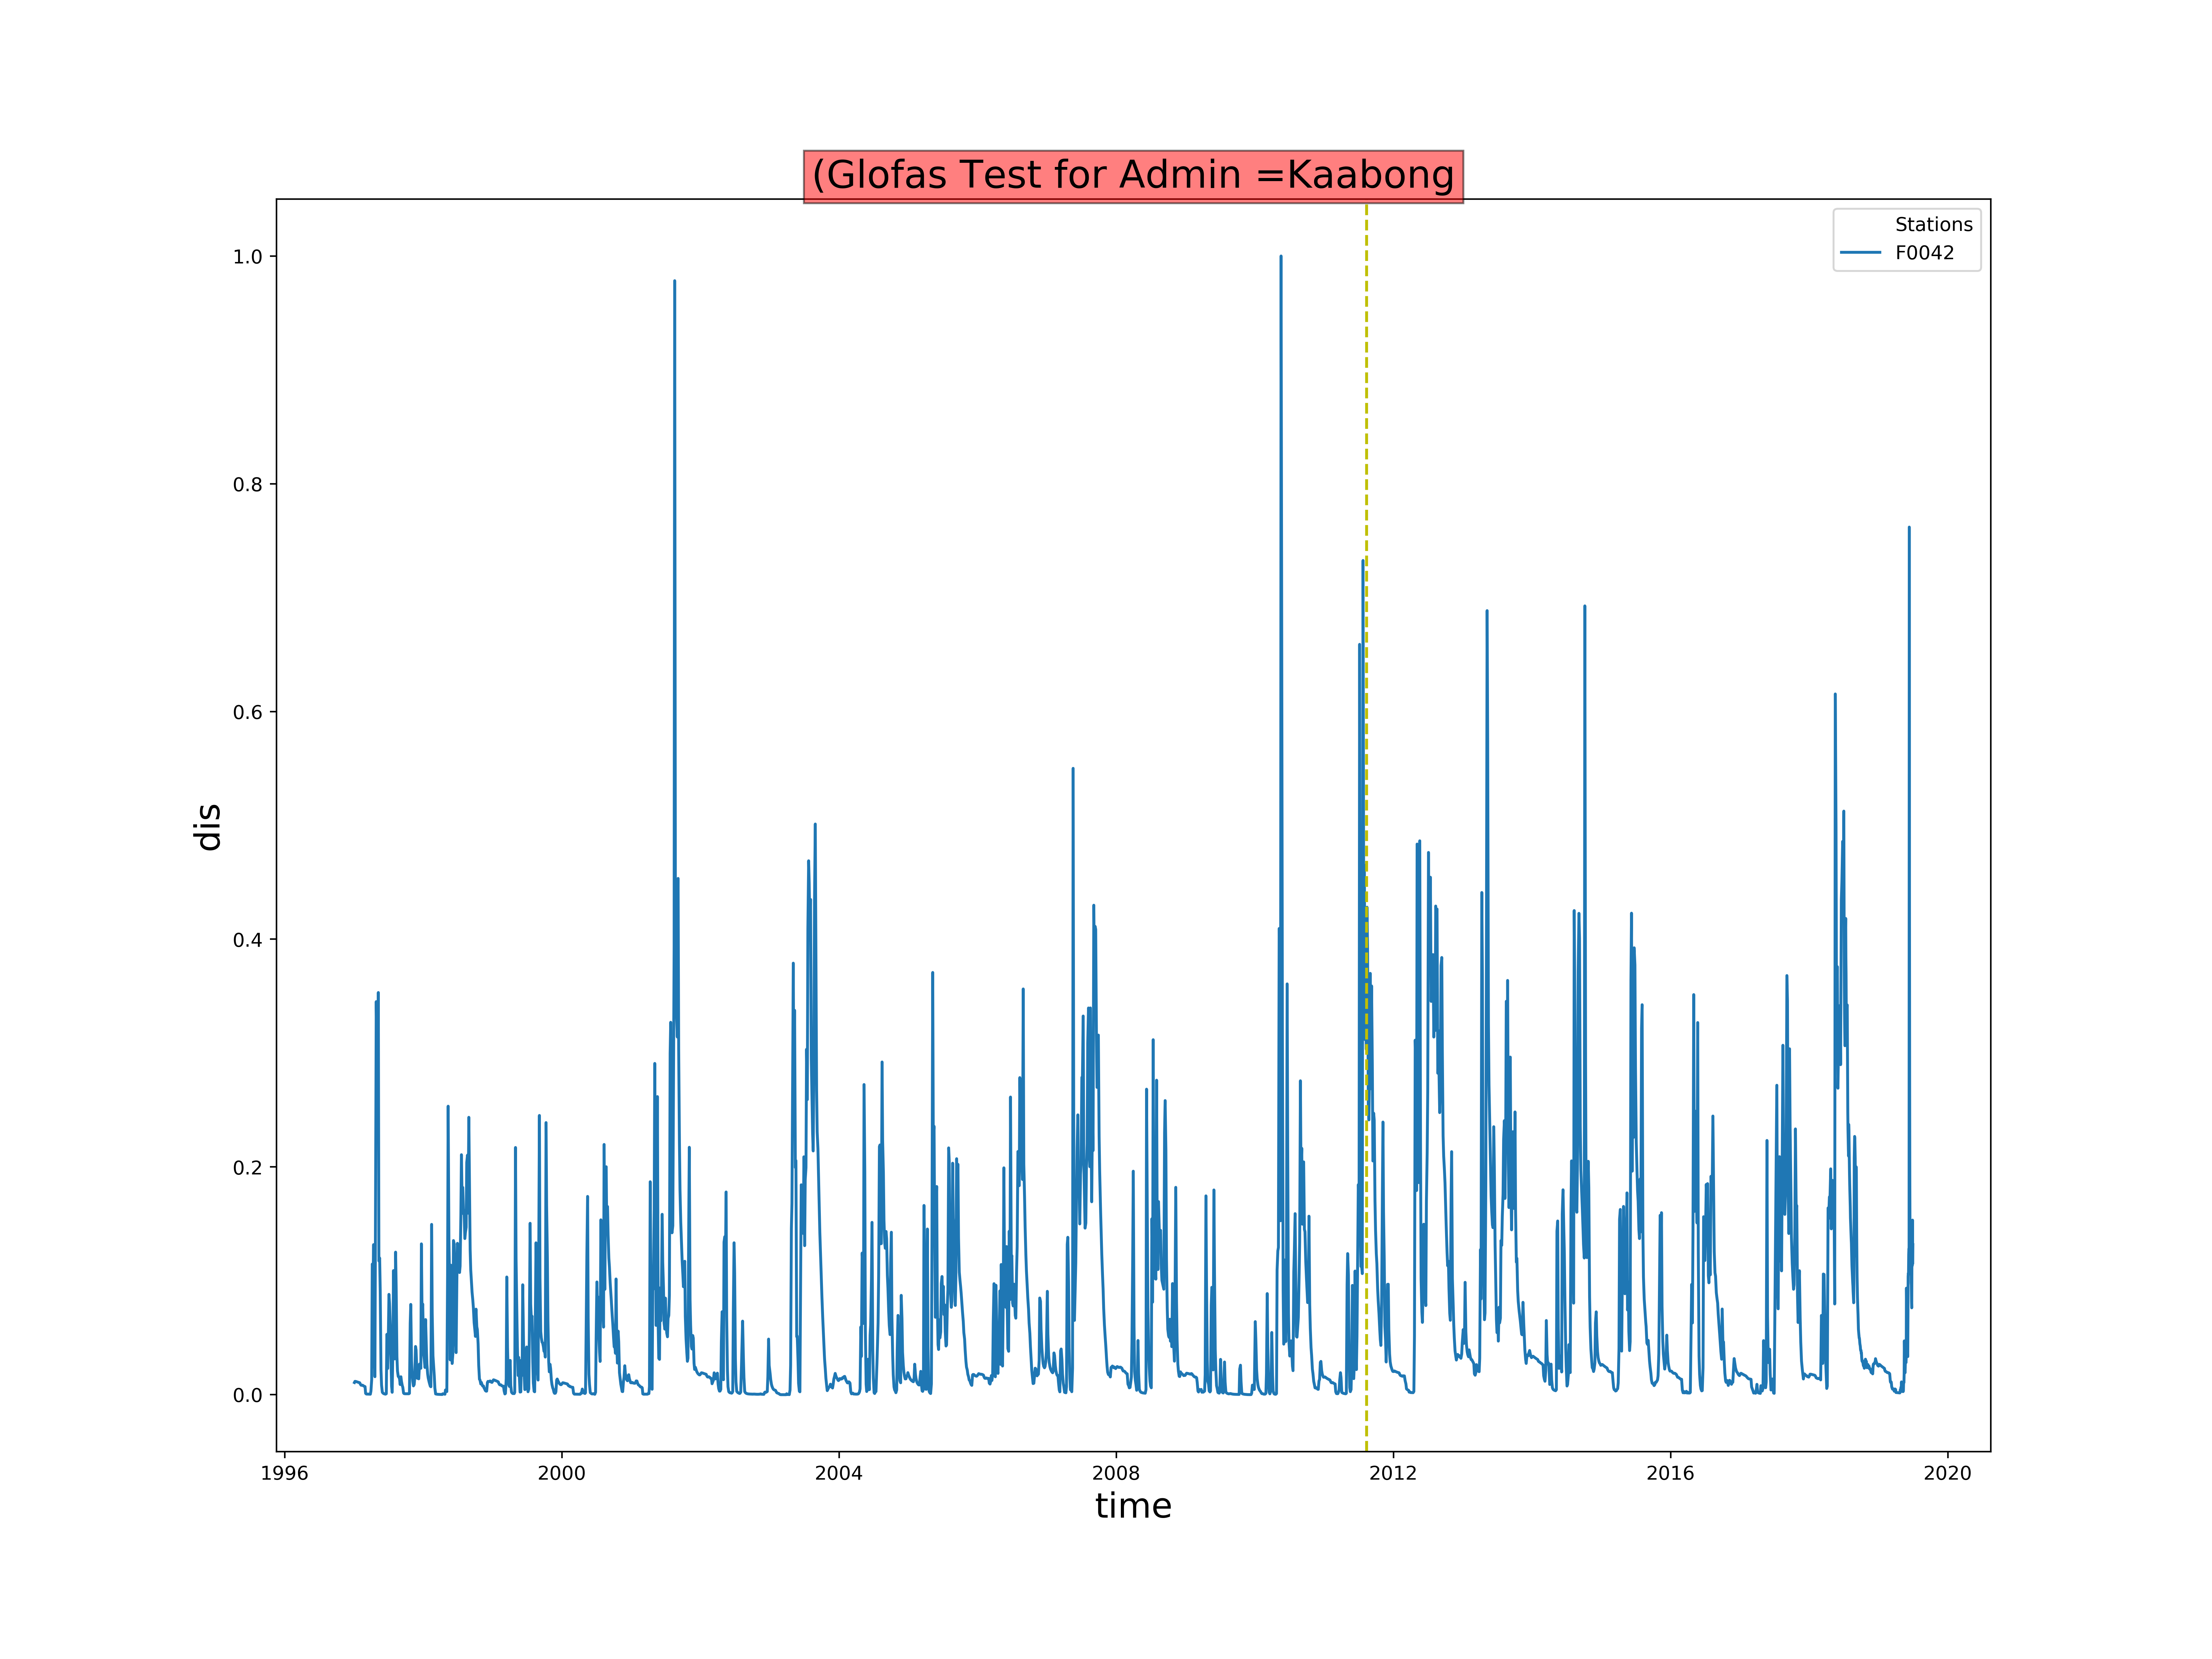 (Glofas Test for Admin =Kaabong
Stations
F0042
1.0
0.8
0.6
0.4
0.2
0.0
dis
1996 2000 2004 2008 2012 2016 2020
time